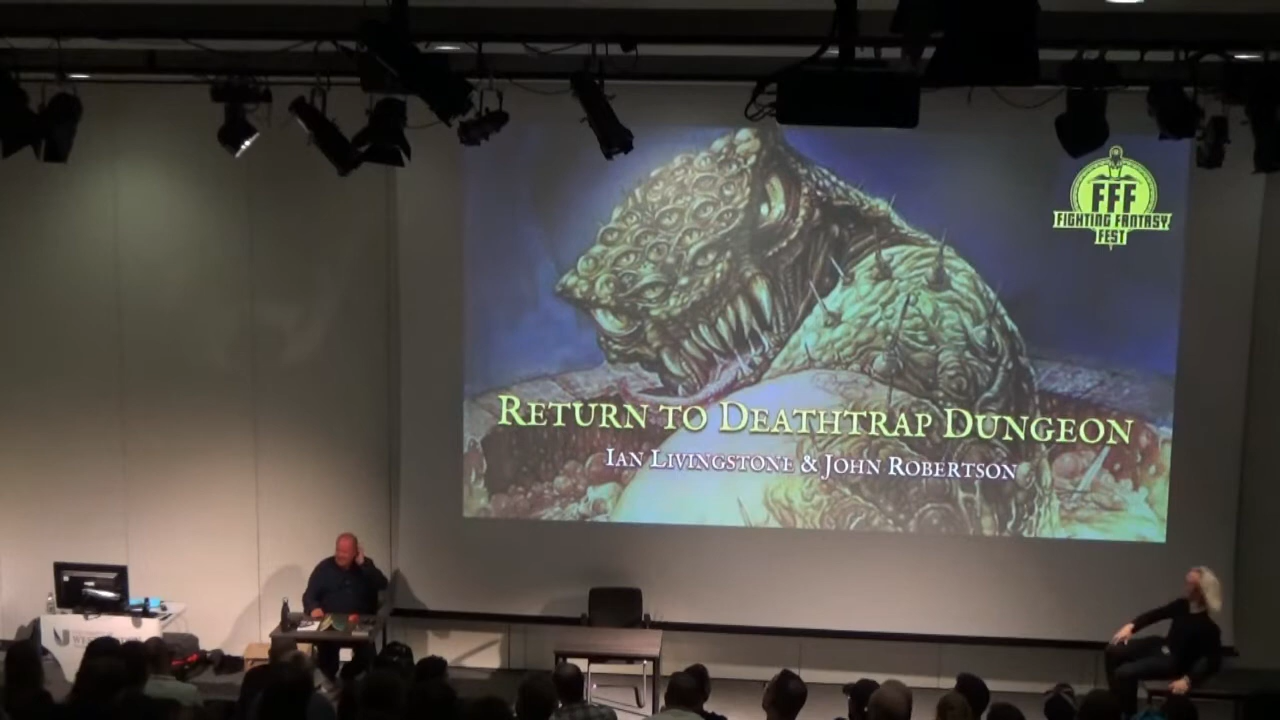 FFF
FIGHTING FANTASY
FEST
RETURN TO DEATHTRAP DUNGEON
IAN LIVINGSTONE & JOHN ROBERTSON